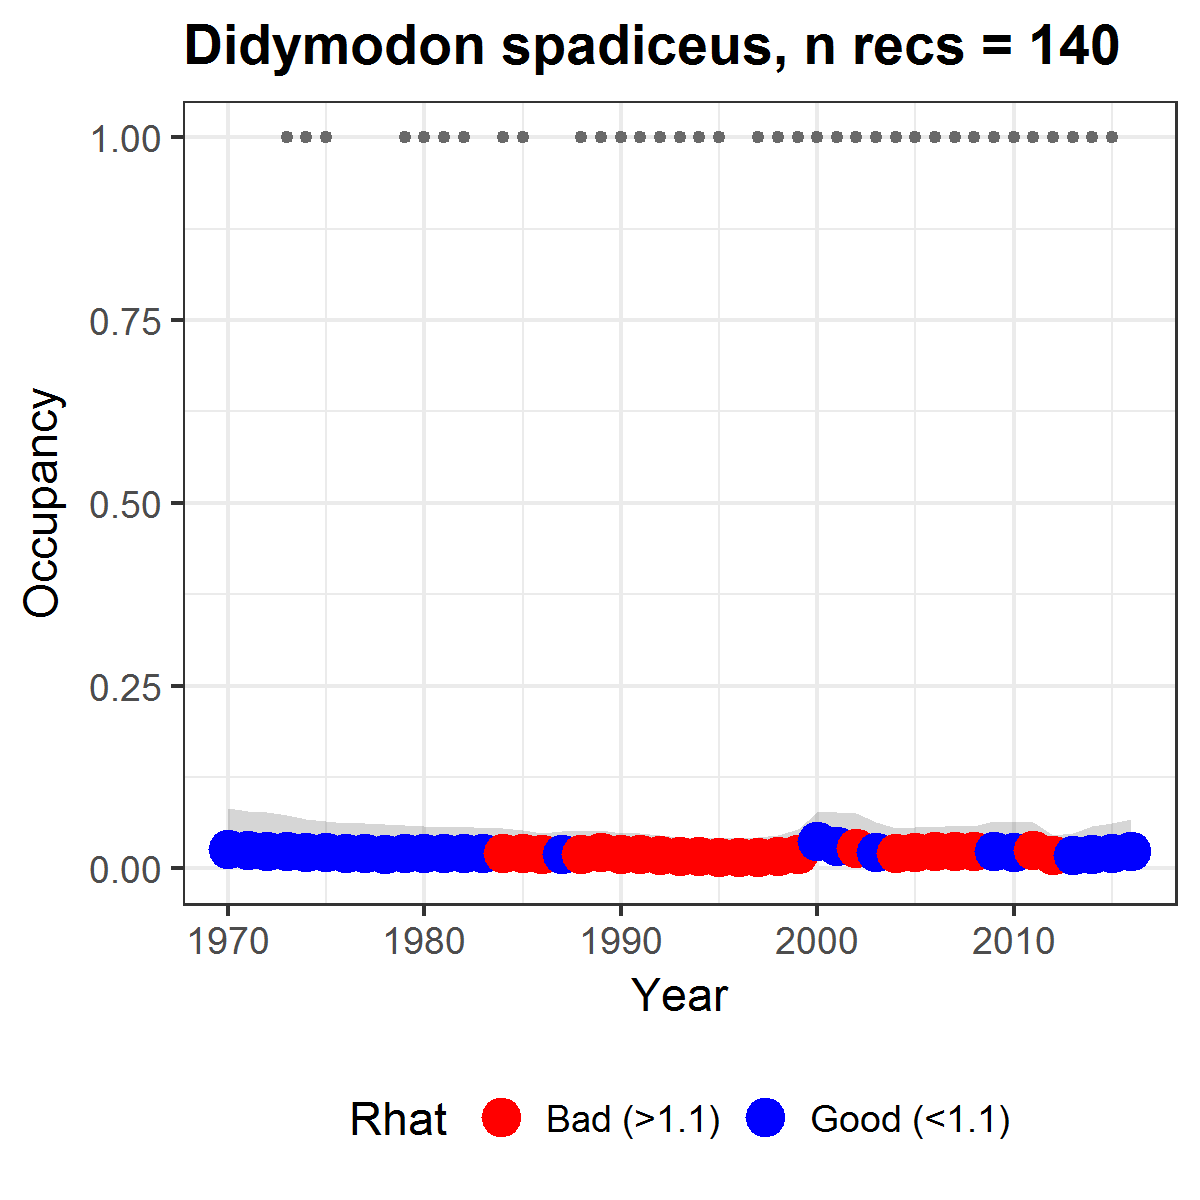 Didymodon spadiceus, n recs = 140
1.00
0.75
0.50
0.25
0.00
Occupancy
1970 1980 1990 2000 2010
Year
Rhat Bad (>1.1) Good (<1.1)